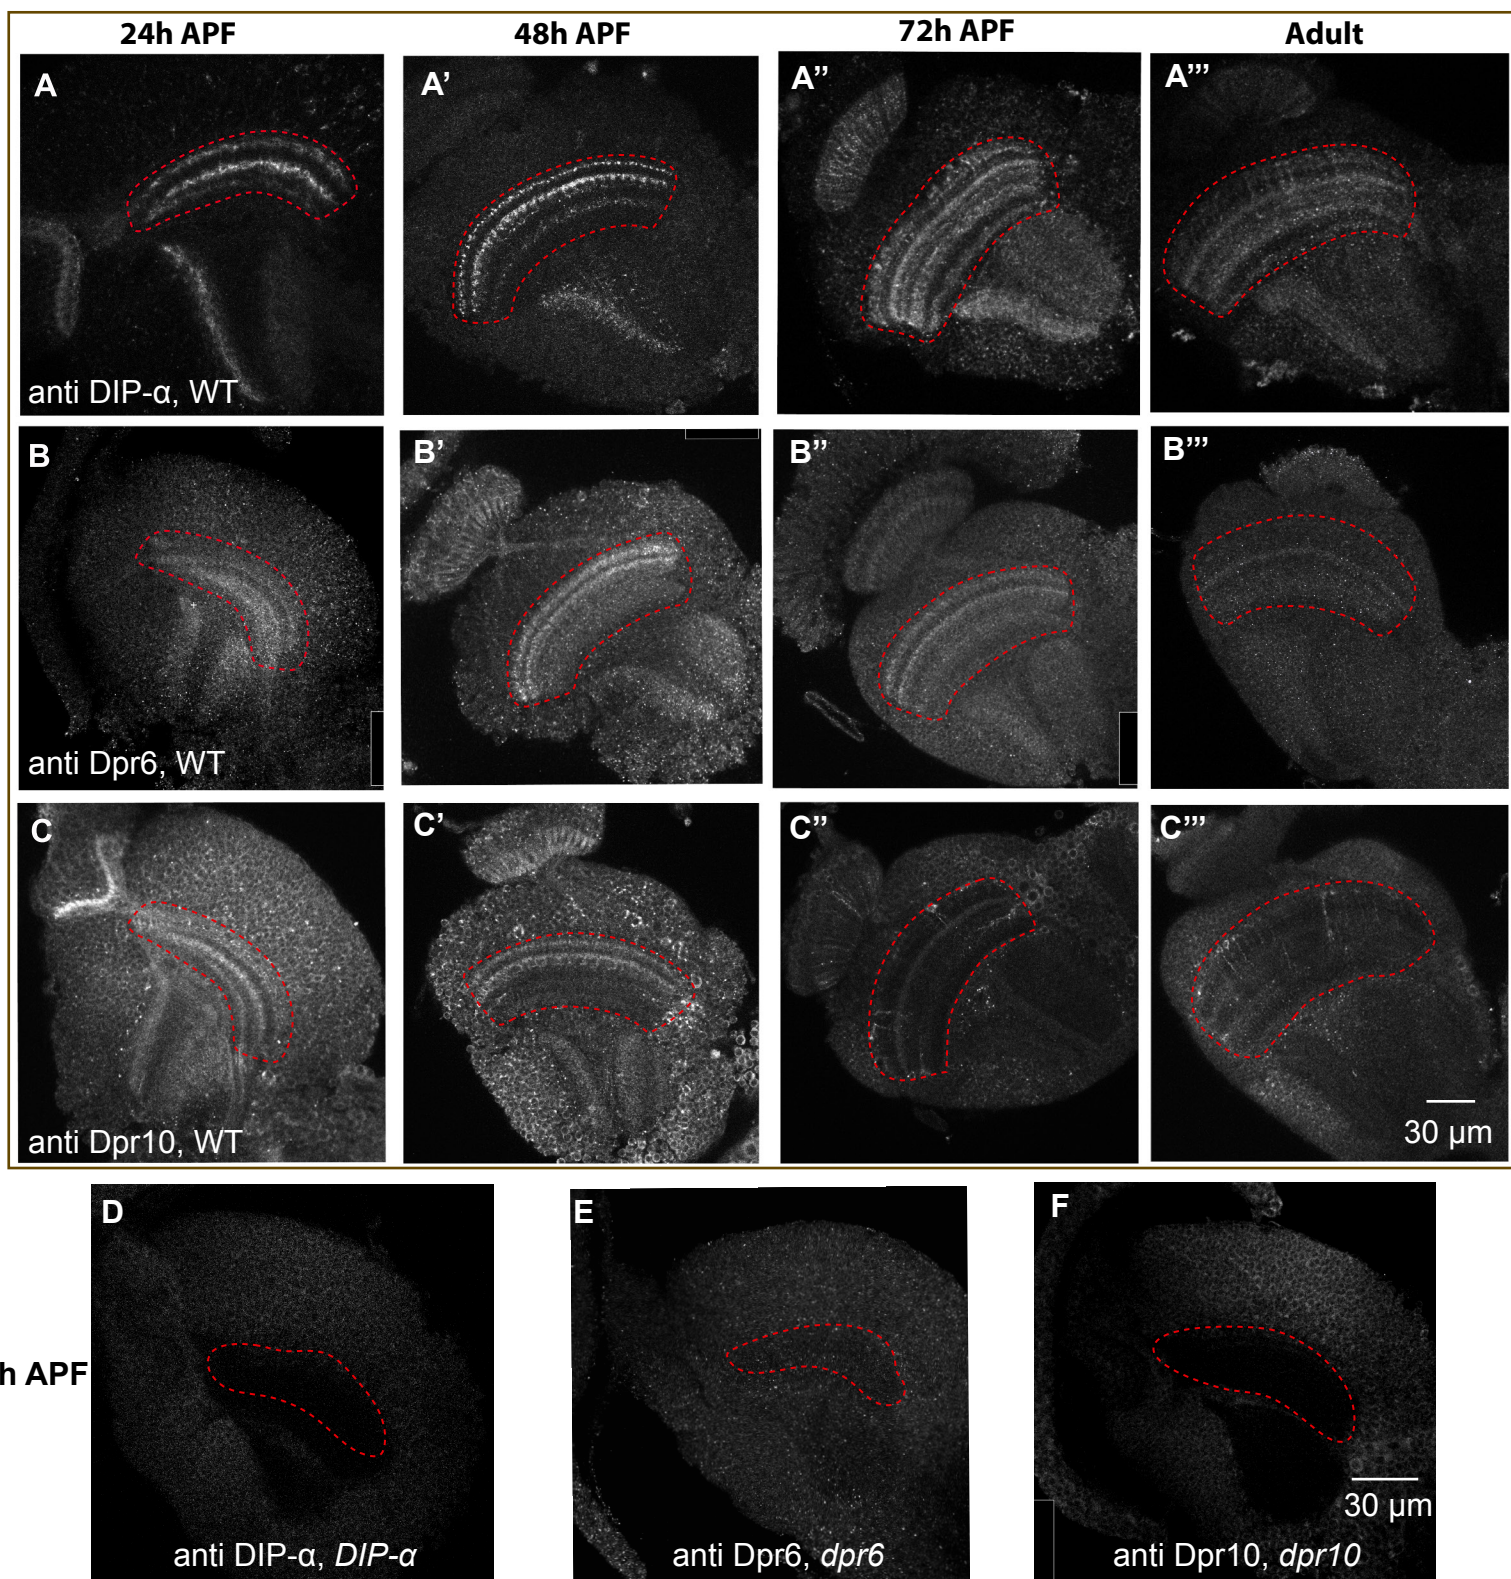 24h APF 48h APF 72h APF Adult
A A’ A’’ A’’’
anti DIP-α, WT
B B’ B’’ B’’’
anti Dpr6, WT
C C’ C’’ C’’’
30 µm
anti Dpr10, WT
D E F
h APF
30 µm
anti DIP-α, DIP-α anti Dpr6, dpr6 anti Dpr10, dpr10